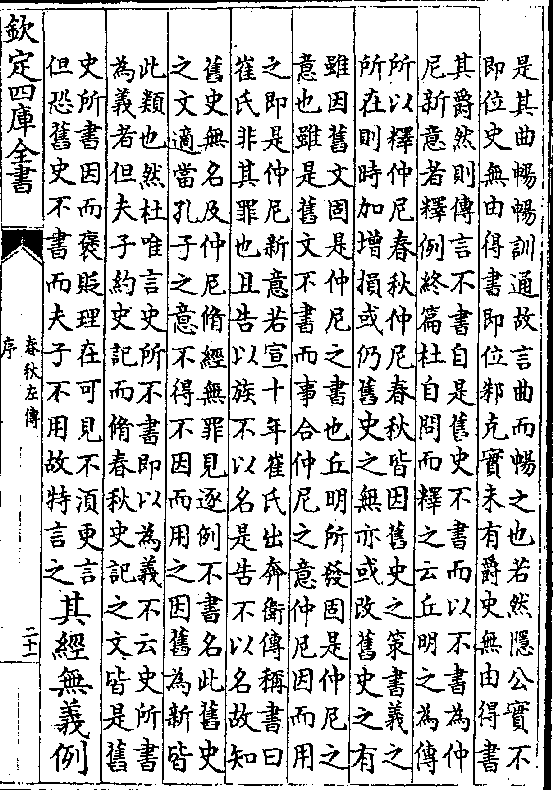 是其曲暢暢訓通故言曲而暢之也若然隱公實不
即位史無由得書即位邾克實未有爵史無由得書
其爵然則傳言不書自是舊史不書而以不書為仲
尼新意者釋例終篇杜自問而釋之云丘明之為傳
所以釋仲尼春秋仲尼春秋皆因舊史之策書義之
所在則時加增損或仍舊史之無亦或改舊史之有
雖因舊文固是仲尼之書也丘明所發固是仲尼之
意也雖是舊文不書而事合仲尼之意仲尼因而用
之即是仲尼新意若宣十年崔氏出奔衛傳稱書曰
崔氏非其罪也且告以族不以名是告不以名故知
舊史無名及仲尼脩經無罪見逐例不書名此舊史
之文適當孔子之意不得不因而用之因舊為新皆
此類也然杜唯言史所不書即以為義不云史所書
為義者但夫子約史記而脩春秋史記之文皆是舊
史所書因而褒貶理在可見不須更言
但恐舊史不書而夫子不用故特言之
其經無義例
欽定四庫全書
春秋左傳
序
二十一